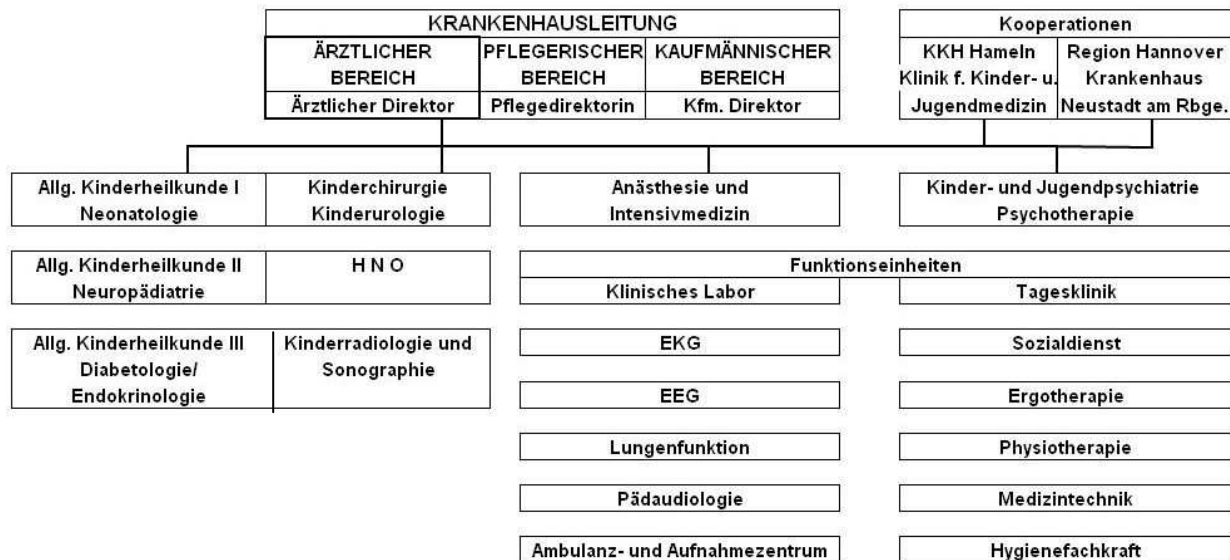 KRANKENHAUSLEITUNG
ÄRZTLICHER
BEREICH
Ärztlicher Direktor
PFLEGERISCHER
BEREICH
Pflegedirektorin
KAUFMÄNNISCHER
BEREICH
Kfm. Direktor
Kooperationen
KKH Hameln
Klinik f. Kinder- u.
Jugendmedizin
Region Hannover
Krankenhaus
Neustadt am Rbge.
Allg. Kinderheilkunde I
Neonatologie
Kinderchirurgie
Kinderurologie
Anästhesie und
Intensivmedizin
Kinder- und Jugendpsychiatrie
Psychotherapie
Allg. Kinderheilkunde II
Neuropädiatrie
H N O
Allg. Kinderheilkunde III
Diabetologie/
Endokrinologie
Kinderradiologie und
Sonographie
Funktionseinheiten
Klinisches Labor
Tagesklinik
EKG
Sozialdienst
EEG
Ergotherapie
Lungenfunktion
Physiotherapie
Pädaudiologie
Medizintechnik
Ambulanz- und Aufnahmezentrum
Hygienefachkraft